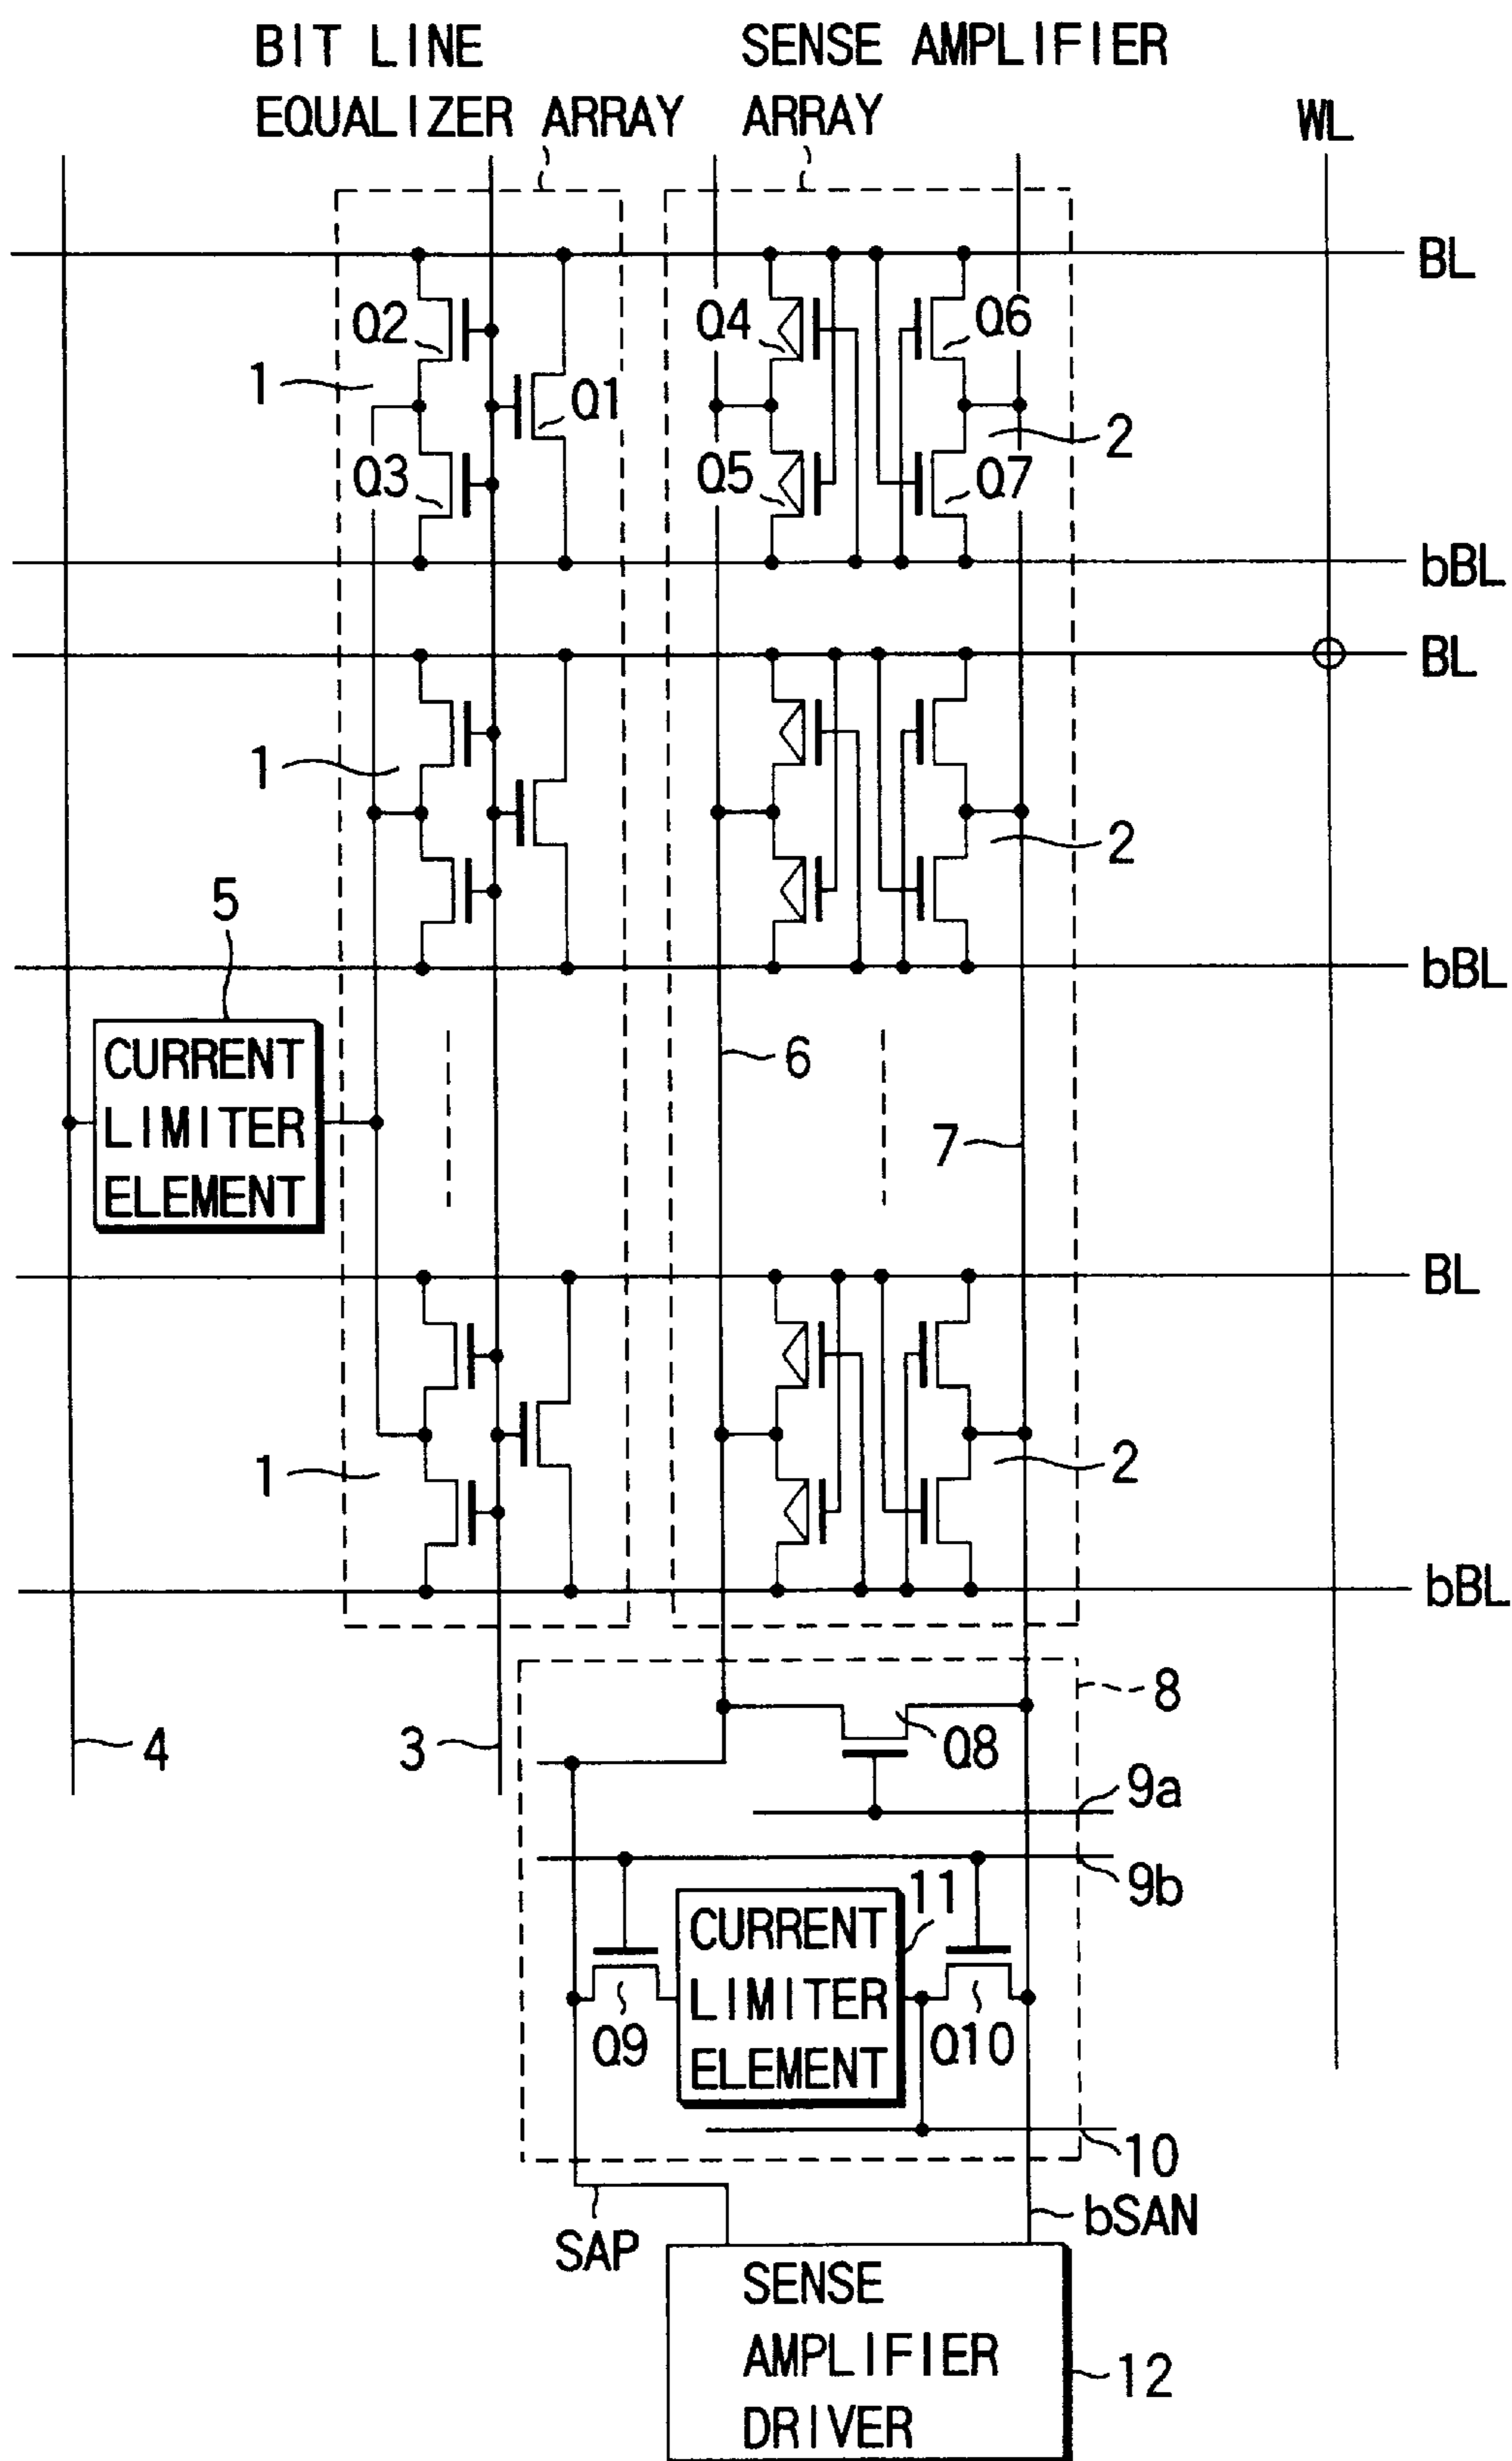 BIT LINE
EQUALIZER ARRAY
SENSE AMPLIFIER
ARRAY
WL
BL
Q2
Q4
Q6
1
Q1
2
Q3
Q5
Q7
bBL
BL
1
2
5
bBL
CURRENT
LIMITER
ELEMENT
6
7
BL
1
2
bBL
8
4
3
Q8
9a
9b
11
CURRENT
LIMITER
ELEMENT
Q9
Q10
10
SAP
bSAN
SENSE
AMPLIFIER
DRIVER
12